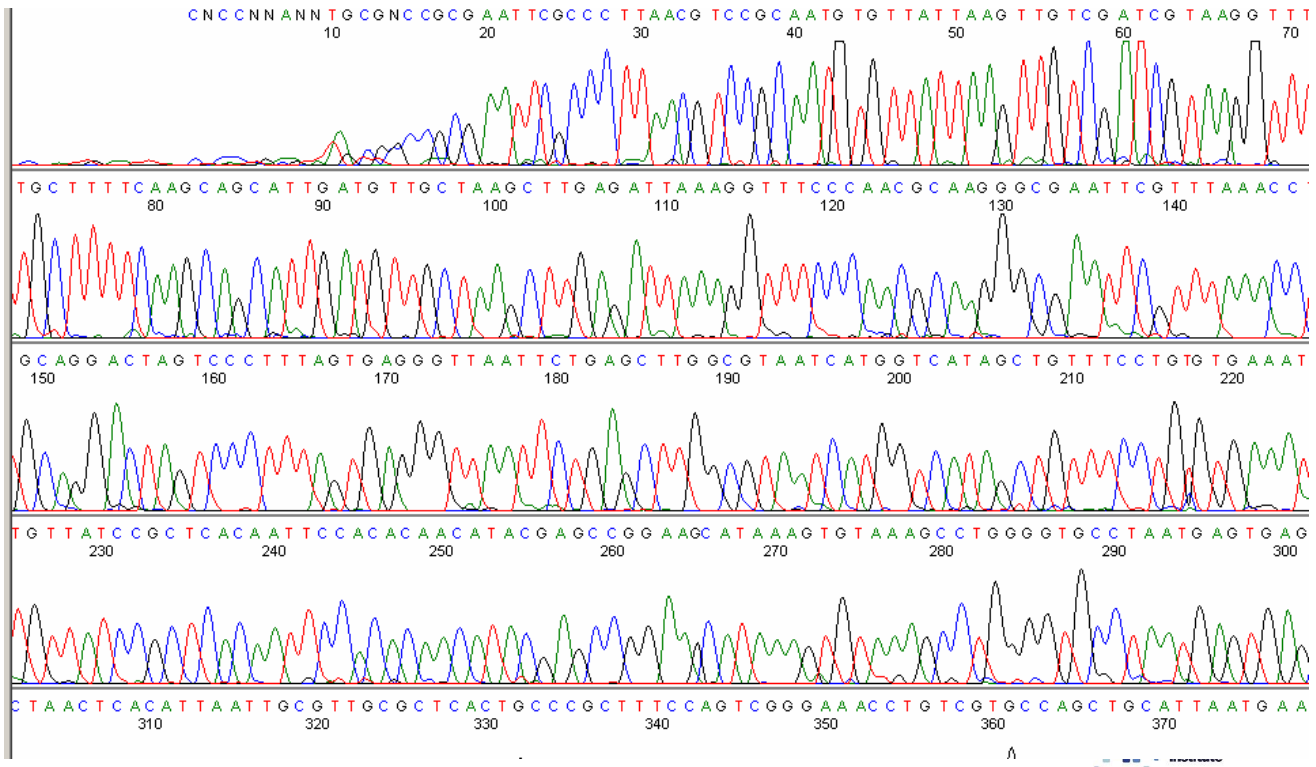 CNCCNNANNTGCGNCCGCGAATTCGCCCTTAACGTCCGCAATGTGTTATTAAGTTGTCGATCGTAAGGTTT
10 20 30 40 50 60 70
TGCTTTTCAAGCAGCATTGATGTTGCTAAGCTTGAGATTAAAGGTTTCCCAACGCAAGGGCGAATTCGTTTAAACCT
80 90 100 110 120 130 140
GCAGGACTAGTCCCTTTAGTGAGGGTTAATTCTGAGCTTGGCGTAATCATGGTCATAGCTGTTTCCTGTGTGAAAT
150 160 170 180 190 200 210 220
TGTTATCCGCTCACAATTCCACACAACATACGAGCCGGAAGCATAAAGTGTAAAGCCTGGGGTGCCTAATGAGTGAG
230 240 250 260 270 280 290 300
CTAACTCACATTAATTGCGTTGCGCTCACTGCCCGCTTTCCAGTCGGGAAACCTGTCGTGCCAGCTGCATTAATGAA
310 320 330 340 350 360 370